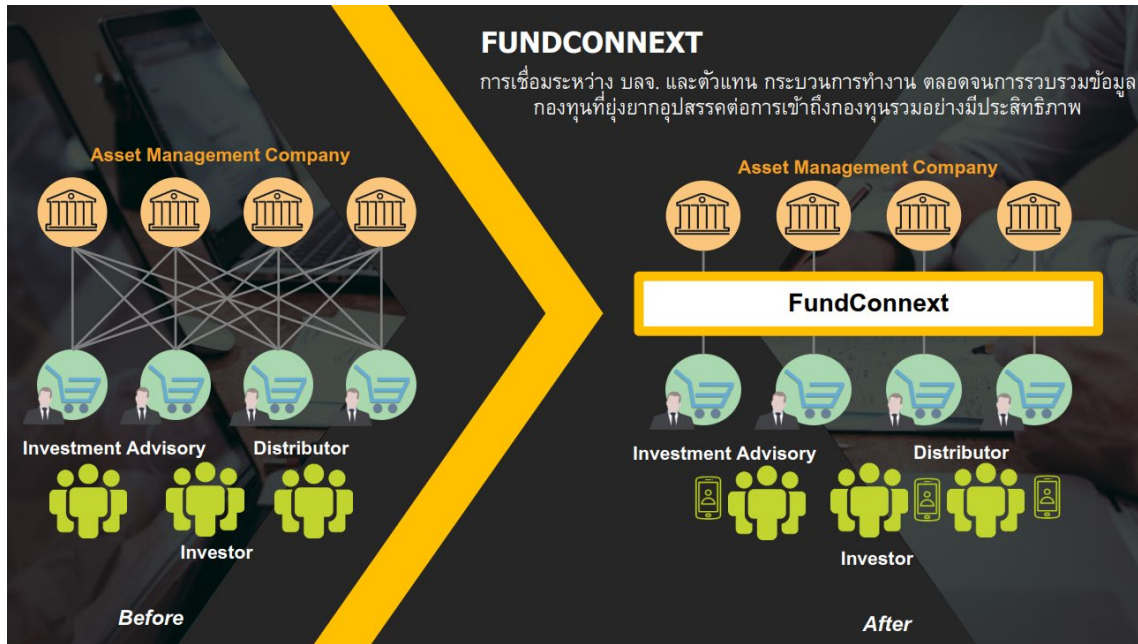 FUNDCONNEXT
การเชื่อมระหว่าง บลจ. และตัวแทน กระบวนการทำงาน ตลอดจนการรวบรวมข้อมูล
กองทุนที่ยุ่งยากอุปสรรคต่อการเข้าถึงกองทุนรวมอย่างมีประสิทธิภาพ
Asset Management Company
Investment Advisory
Distributor
Investor
Before
Asset Management Company
FundConnext
Investment Advisory
Distributor
Investor
After